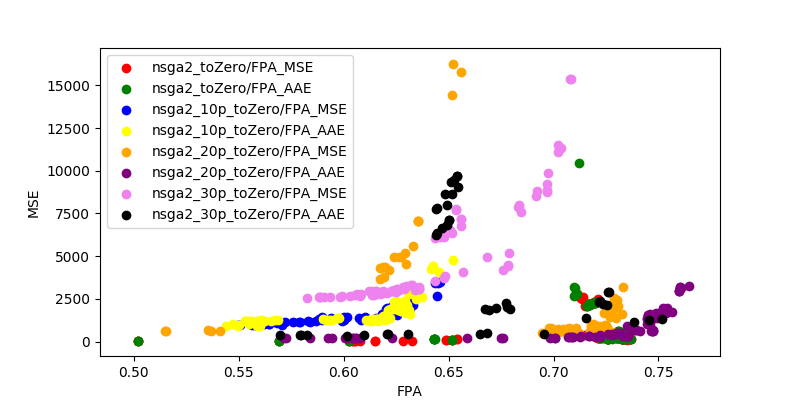 nsga2_toZero/FPA_MSE
nsga2_toZero/FPA_AAE
nsga2_10p_toZero/FPA_MSE
nsga2_10p_toZero/FPA_AAE
nsga2_20p_toZero/FPA_MSE
nsga2_20p_toZero/FPA_AAE
nsga2_30p_toZero/FPA_MSE
nsga2_30p_toZero/FPA_AAE
MSE
15000
12500
10000
7500
5000
2500
0
0.50 0.55 0.60 0.65 0.70 0.75
FPA